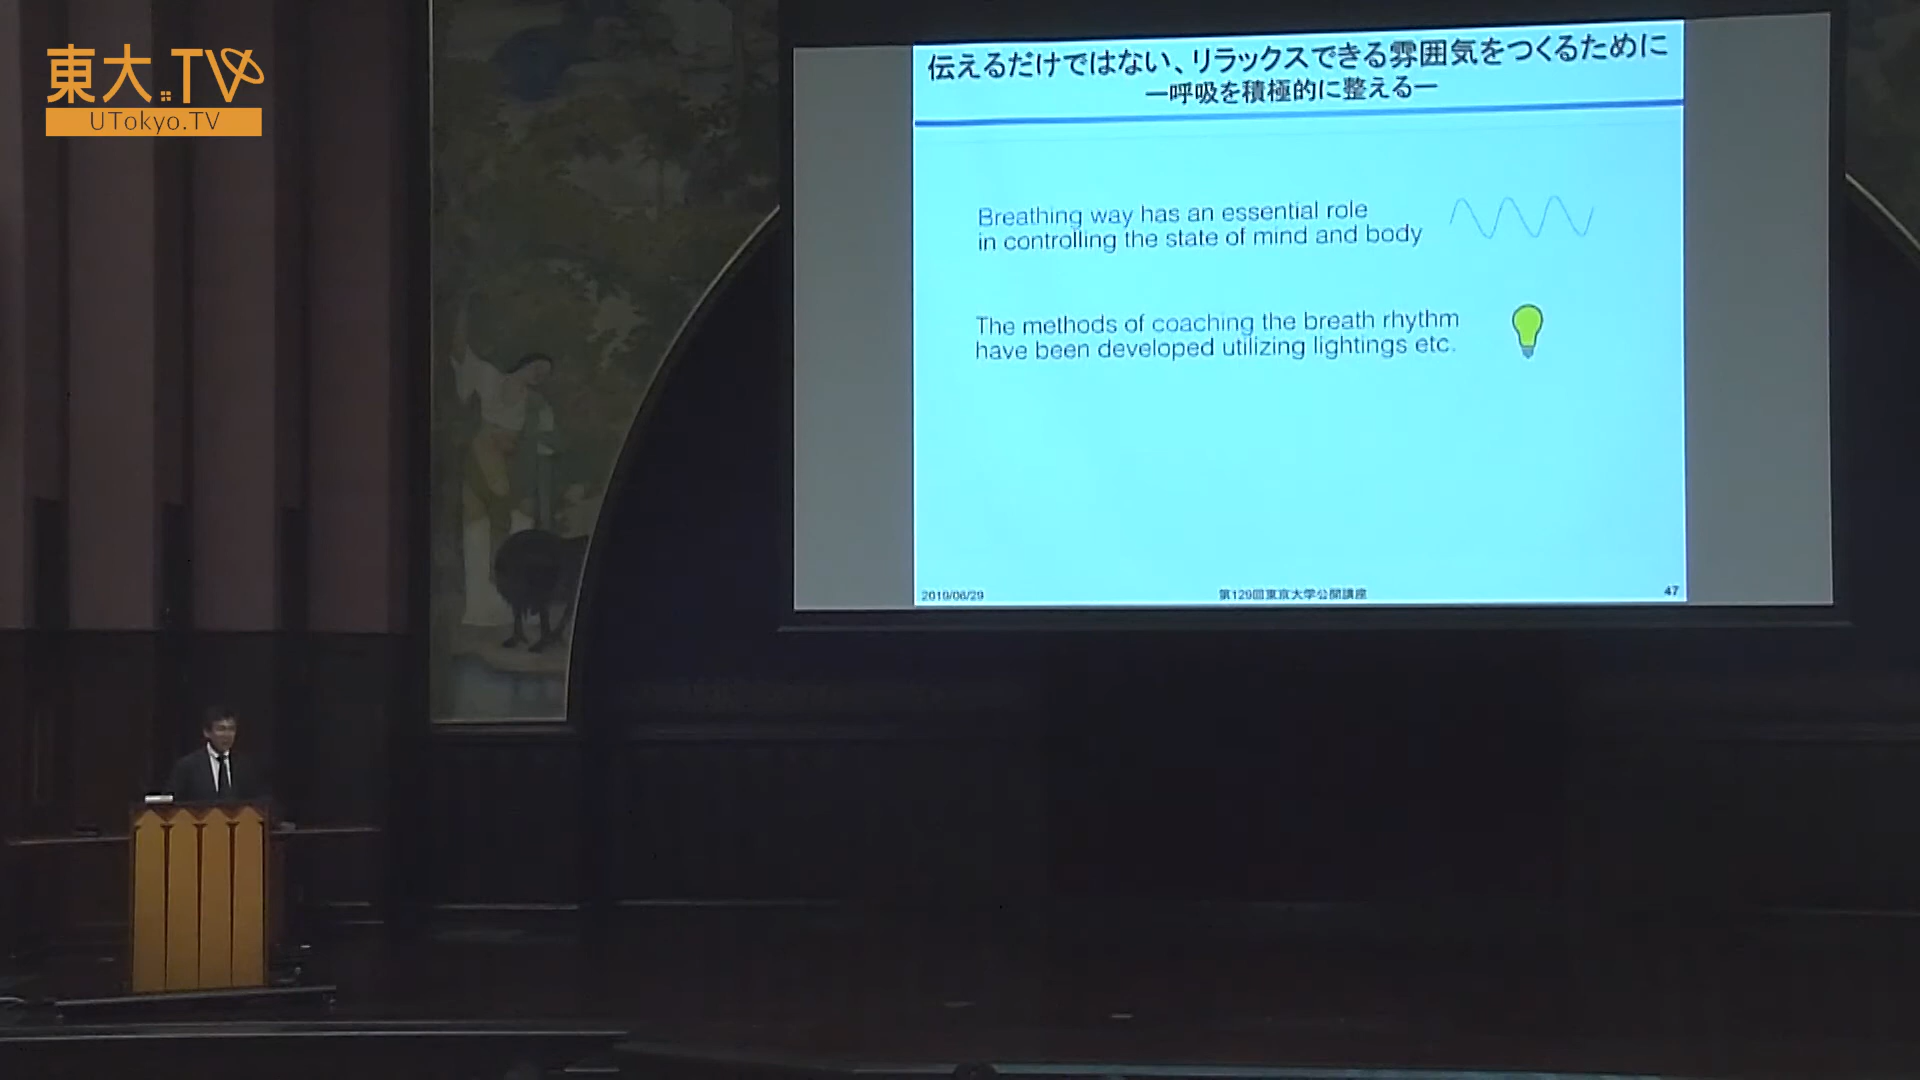 東大TV
UTokyo.TV
伝えるだけではない、リラックスできる雰囲気をつくるために
ー呼吸を積極的に整えるー
Breathing way has an essential role
in controlling the state of mind and body
The methods of coaching the breath rhythm
have been developed utilizing lightings etc.
2019/06/29
第129回東京大学公開講座
47